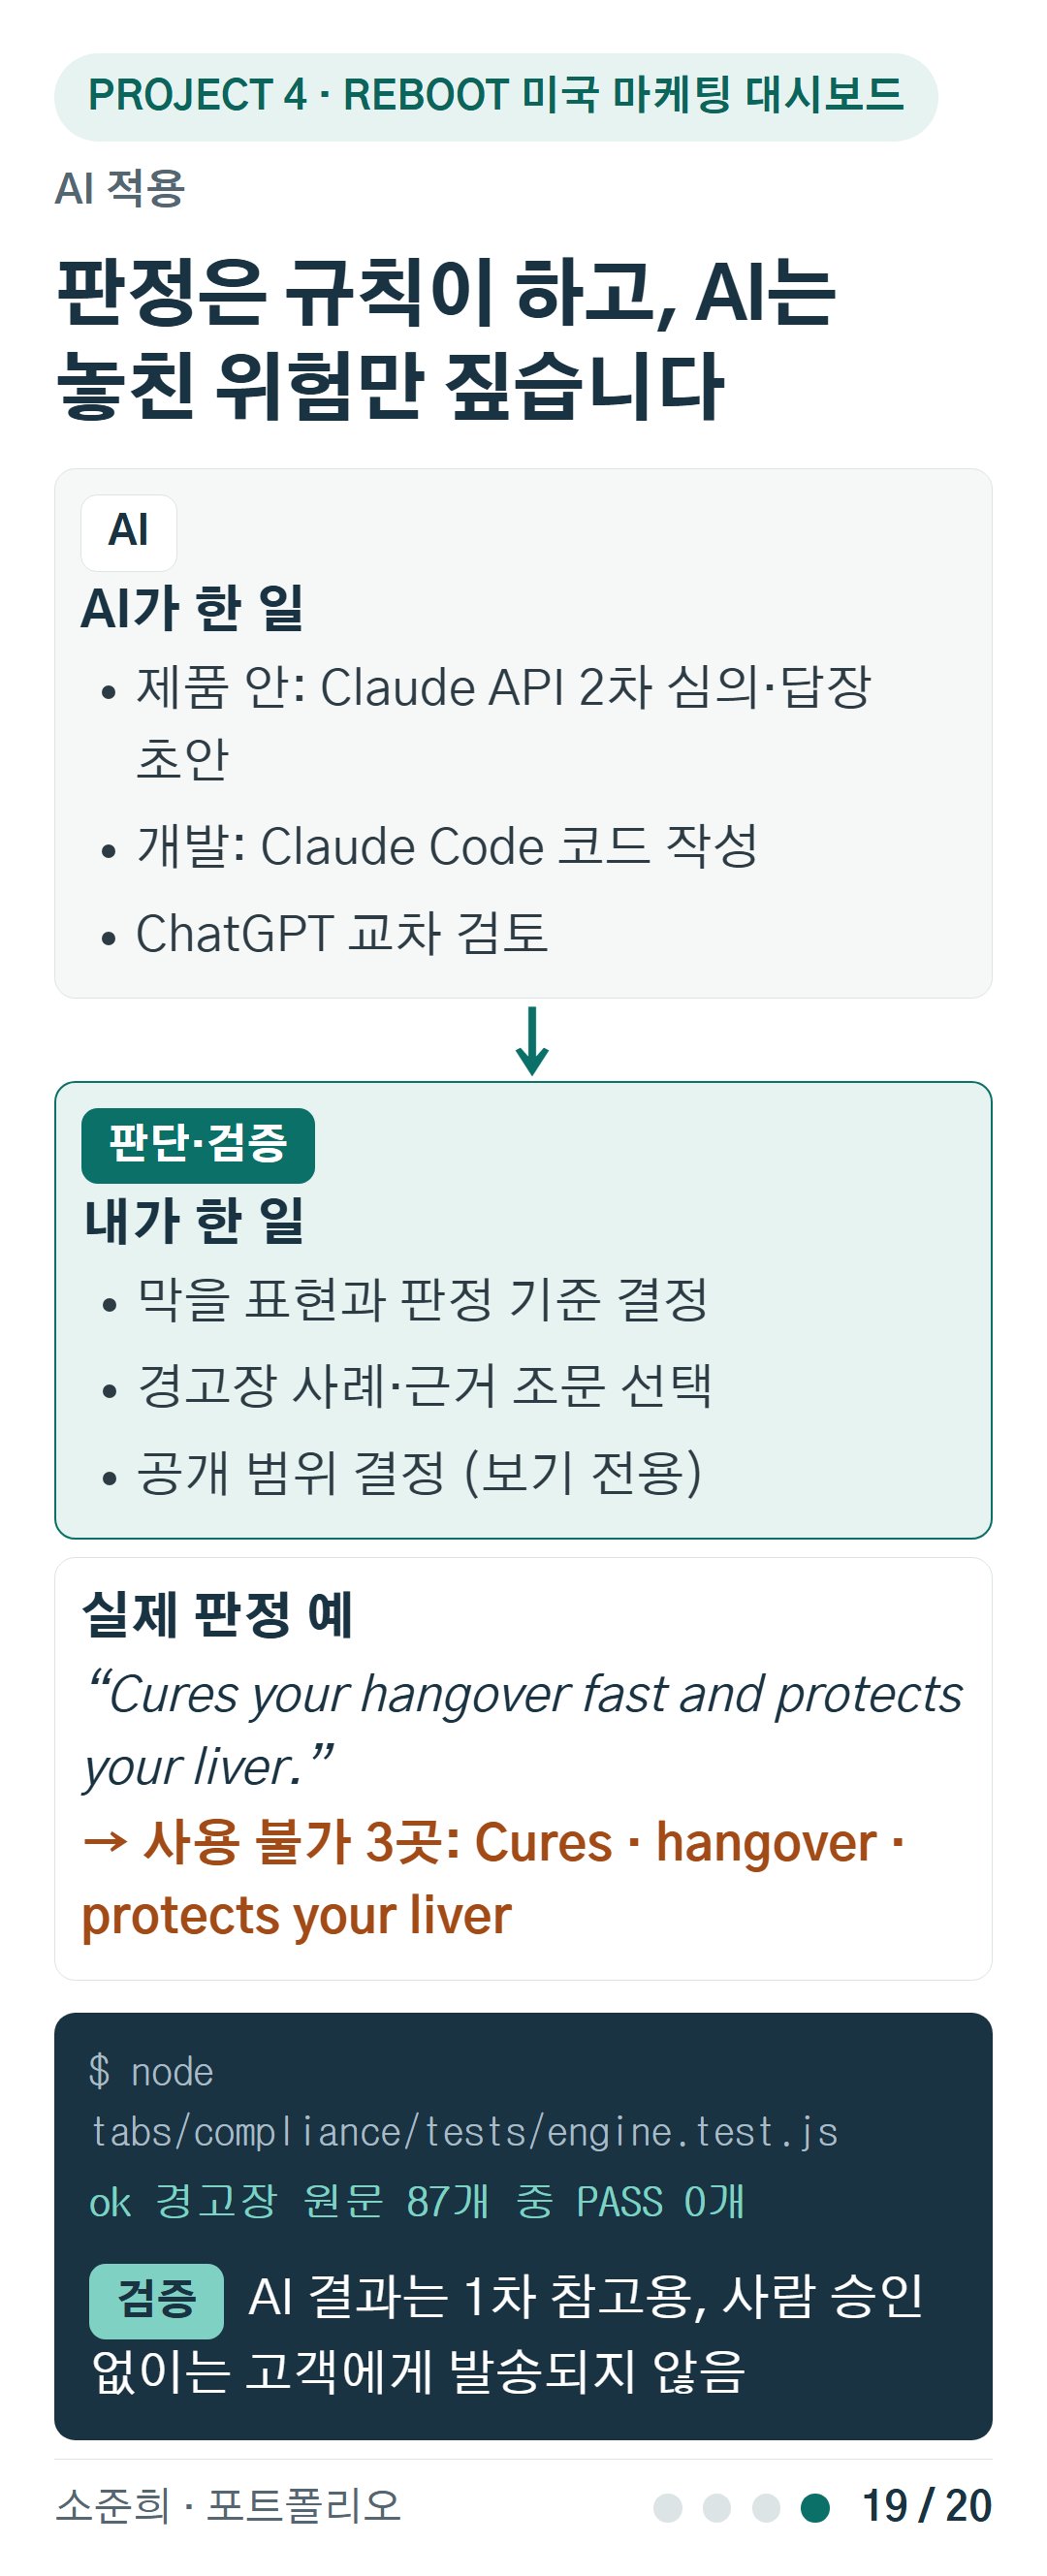 PROJECT 4 · REBOOT 미국 마케팅 대시보드
AI 적용
판정은 규칙이 하고, AI는
놓친 위험만 짚습니다
AI
AI가 한 일
• 제품 안: Claude API 2차 심의·답장
초안
• 개발: Claude Code 코드 작성
• ChatGPT 교차 검토
↓
판단·검증
내가 한 일
• 막을 표현과 판정 기준 결정
• 경고장 사례·근거 조문 선택
• 공개 범위 결정 (보기 전용)
실제 판정 예
“Cures your hangover fast and protects
your liver.”
→ 사용 불가 3곳: Cures · hangover ·
protects your liver
$ node
tabs/compliance/tests/engine.test.js
ok 경고장 원문 87개 중 PASS 0개
검증 AI 결과는 1차 참고용, 사람 승인
없이는 고객에게 발송되지 않음
소준희 · 포트폴리오 19 / 20